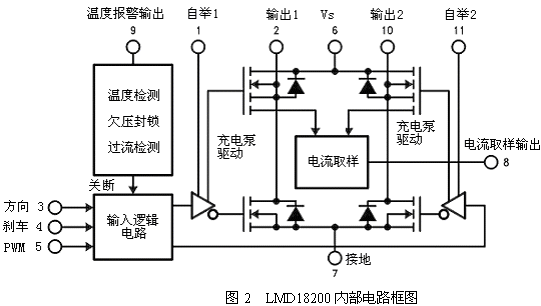 温度报警输出 自举1 输出1 Vs 输出2 自举2
9 1 2 6 10 11
温度检测
欠压封锁
过流检测
充电泵
驱动
充电泵
驱动
电流取样
电流取样输出
8
关断
方向 3
刹车 4
PWM 5
输入逻辑
电路
接地
7
图 2 LMD18200 内部电路框图